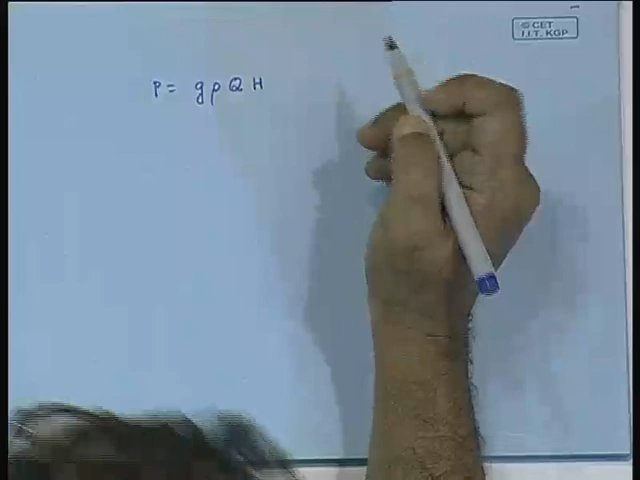 © CET
I.I.T. KGP
P = gρQH